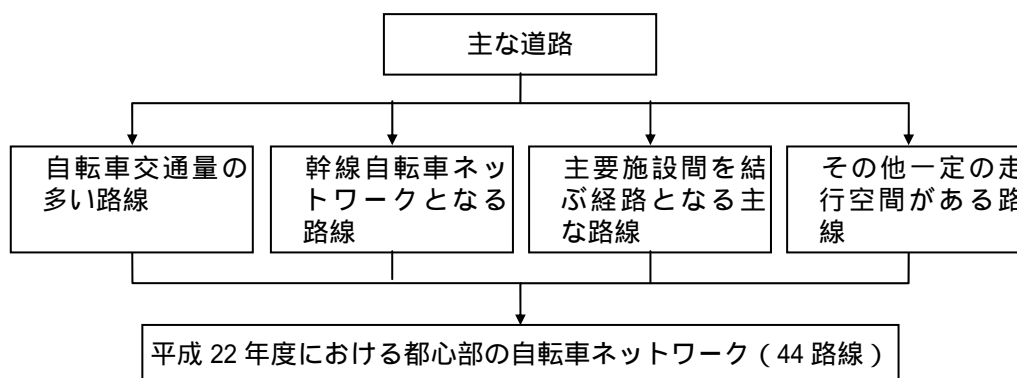 主な道路
自転車交通量の
多い路線
幹線自転車ネッ
トワークとなる
路線
主要施設間を結
ぶ経路となる主
な路線
その他一定の走
行空間がある路
線
平成 22 年度における都心部の自転車ネットワーク（44 路線）